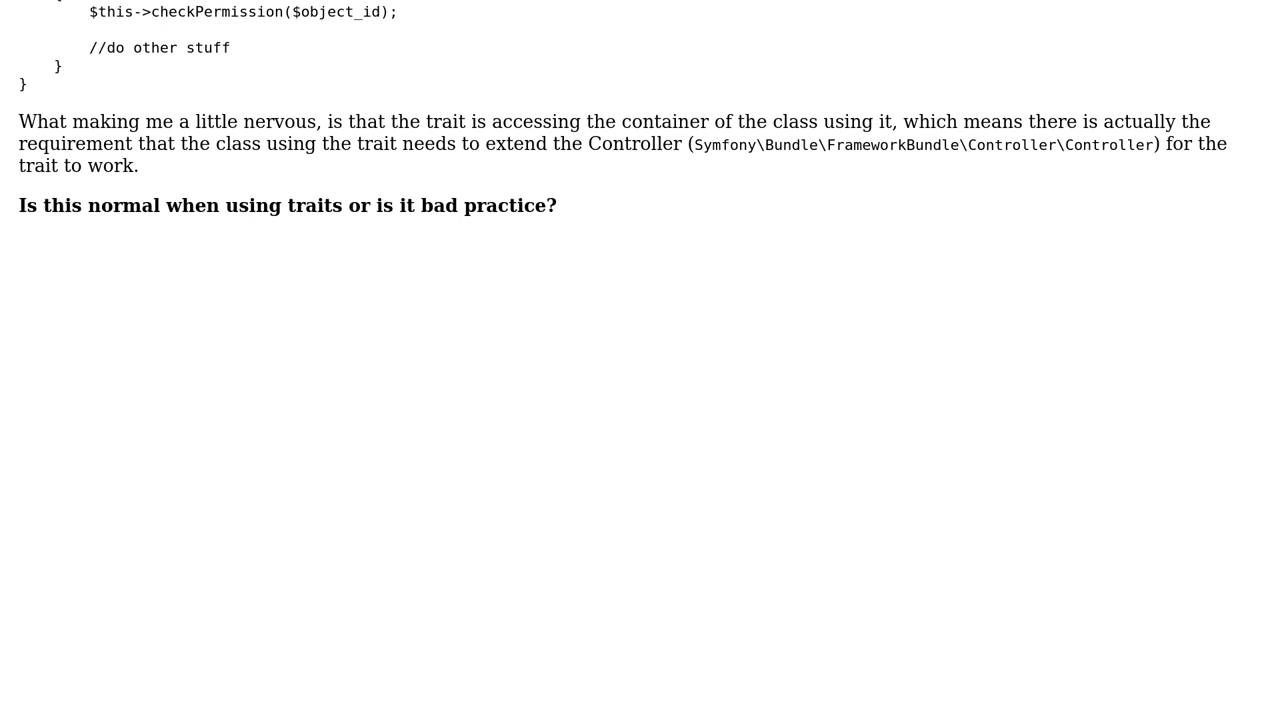 $this->checkPermission($object_id);
//do other stuff
}
}
What making me a little nervous, is that the trait is accessing the container of the class using it, which means there is actually the
requirement that the class using the trait needs to extend the Controller (Symfony\Bundle\FrameworkBundle\Controller\Controller) for the
trait to work.
Is this normal when using traits or is it bad practice?